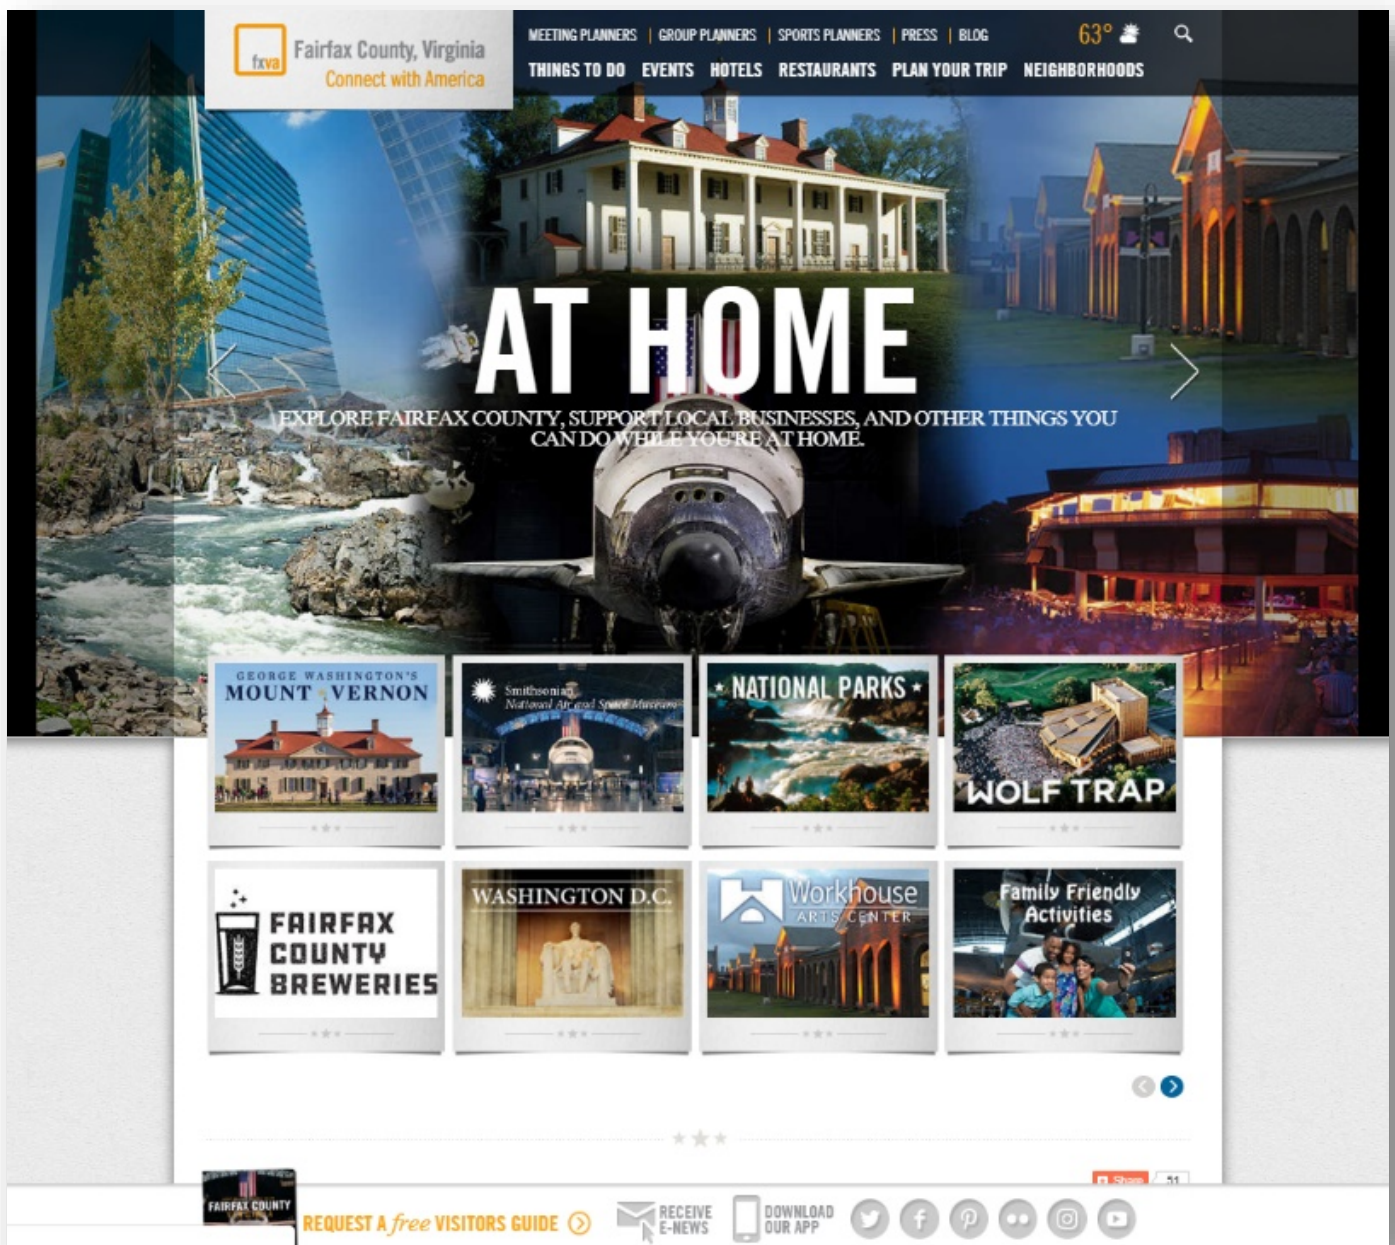 fxva
Fairfax County, Virginia
Connect with America
MEETING PLANNERS | GROUP PLANNERS | SPORTS PLANNERS | PRESS | BLOG
63°
THINGS TO DO EVENTS HOTELS RESTAURANTS PLAN YOUR TRIP NEIGHBORHOODS
AT HOME
EXPLORE FAIRFAX COUNTY, SUPPORT LOCAL BUSINESSES, AND OTHER THINGS YOU
CAN DO WHILE YOU'RE AT HOME.
GEORGE WASHINGTON'S
MOUNT VERNON
Smithsonian
National Air and Space Museum
NATIONAL PARKS
WOLF TRAP
FAIRFAX
COUNTY
BREWERIES
WASHINGTON D.C.
Workhouse
ARTS CENTER
Family Friendly
Activities
Share 51
FAIRFAX COUNTY
REQUEST A free VISITORS GUIDE
RECEIVE
E-NEWS
DOWNLOAD
OUR APP